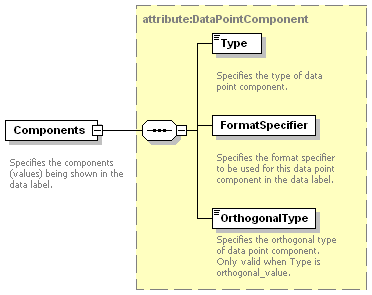 attribute:DataPointComponent
Type
Specifies the type of data
point component.
Components
Specifies the components
(values) being shown in the
data label.
FormatSpecifier
Specifies the format specifier
to be used for this data point
component in the data label.
OrthogonalType
Specifies the orthogonal type
of data point component.
Only valid when Type is
orthogonal_value.